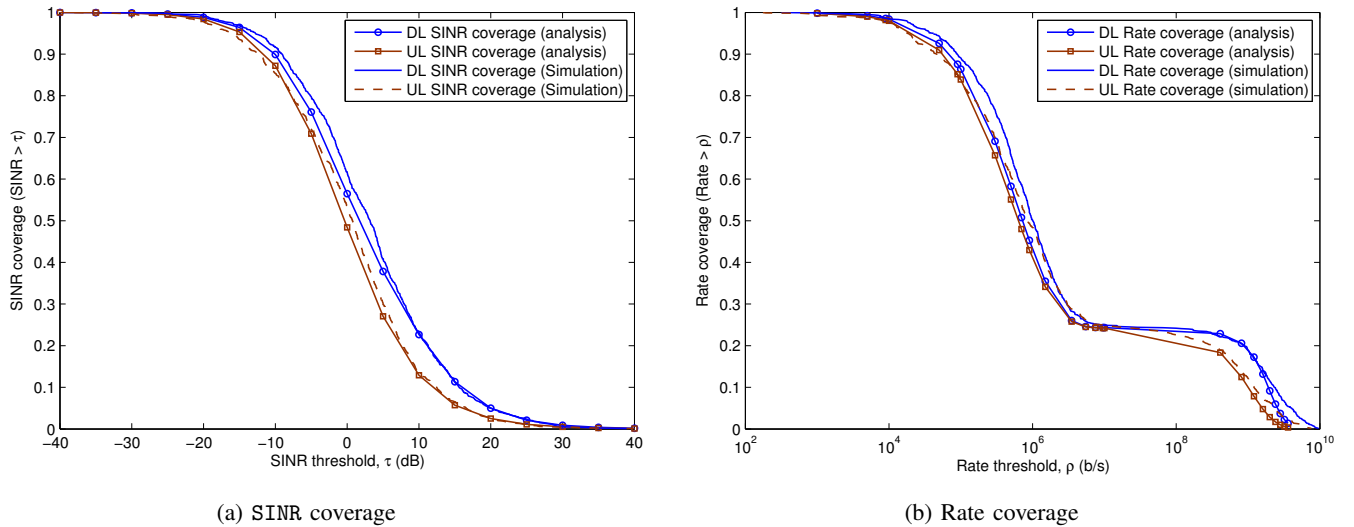 DL SINR coverage (analysis)
UL SINR coverage (analysis)
DL SINR coverage (Simulation)
UL SINR coverage (Simulation)
SINR coverage (SINR > τ)
1
0.9
0.8
0.7
0.6
0.5
0.4
0.3
0.2
0.1
0
−40 −30 −20 −10 0 10 20 30 40
SINR threshold, τ (dB)
(a) SINR coverage
DL Rate coverage (analysis)
UL Rate coverage (analysis)
DL Rate coverage (simulation)
UL Rate coverage (simulation)
Rate coverage (Rate > ρ)
1
0.9
0.8
0.7
0.6
0.5
0.4
0.3
0.2
0.1
0
10^2 10^4 10^6 10^8 10^10
Rate threshold, ρ (b/s)
(b) Rate coverage